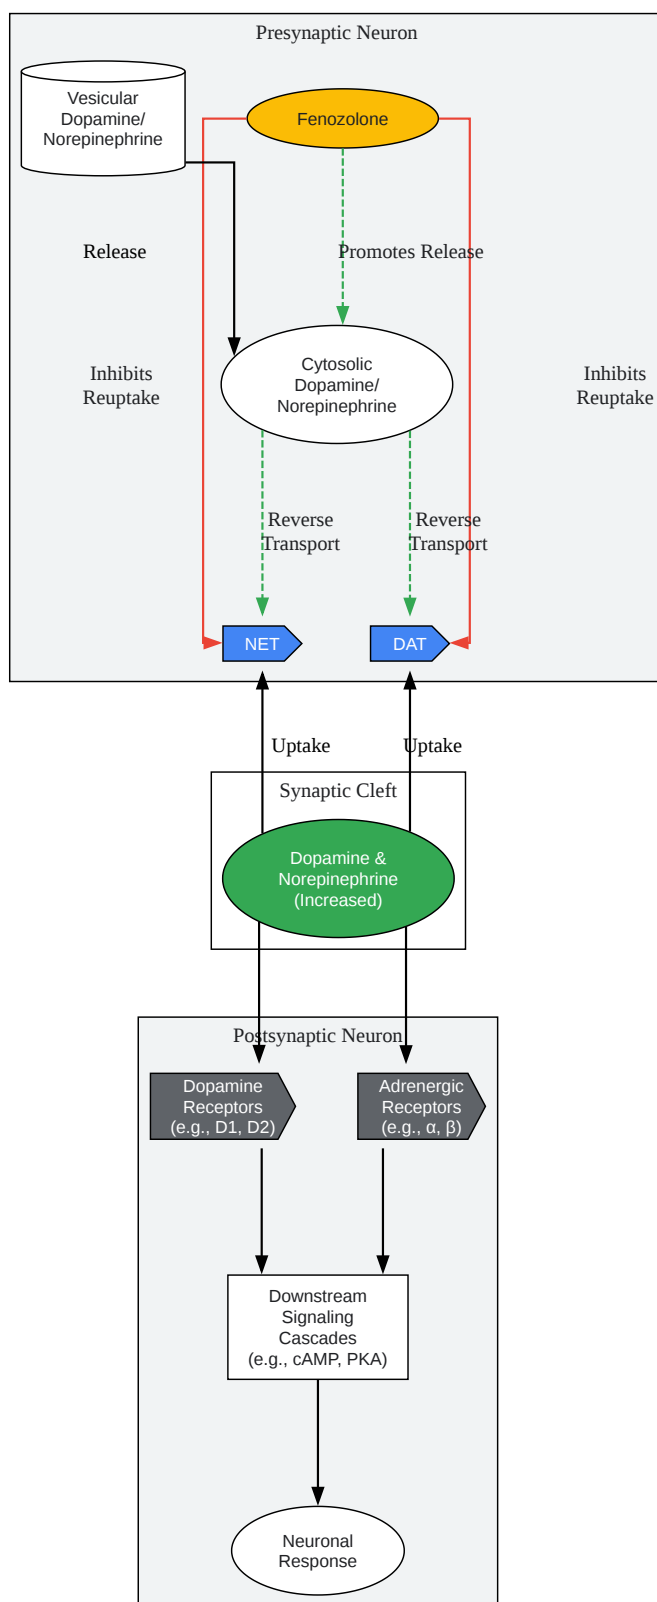 Presynaptic Neuron
Vesicular
Dopamine/
Norepinephrine
Fenozolone
Release
Promotes Release
Inhibits
Reuptake
Cytosolic
Dopamine/
Norepinephrine
Inhibits
Reuptake
Reverse
Transport
Reverse
Transport
NET
DAT
Uptake
Uptake
Synaptic Cleft
Dopamine &
Norepinephrine
(Increased)
Postsynaptic Neuron
Dopamine
Receptors
(e.g., D1, D2)
Adrenergic
Receptors
(e.g., α, β)
Downstream
Signaling
Cascades
(e.g., cAMP, PKA)
Neuronal
Response